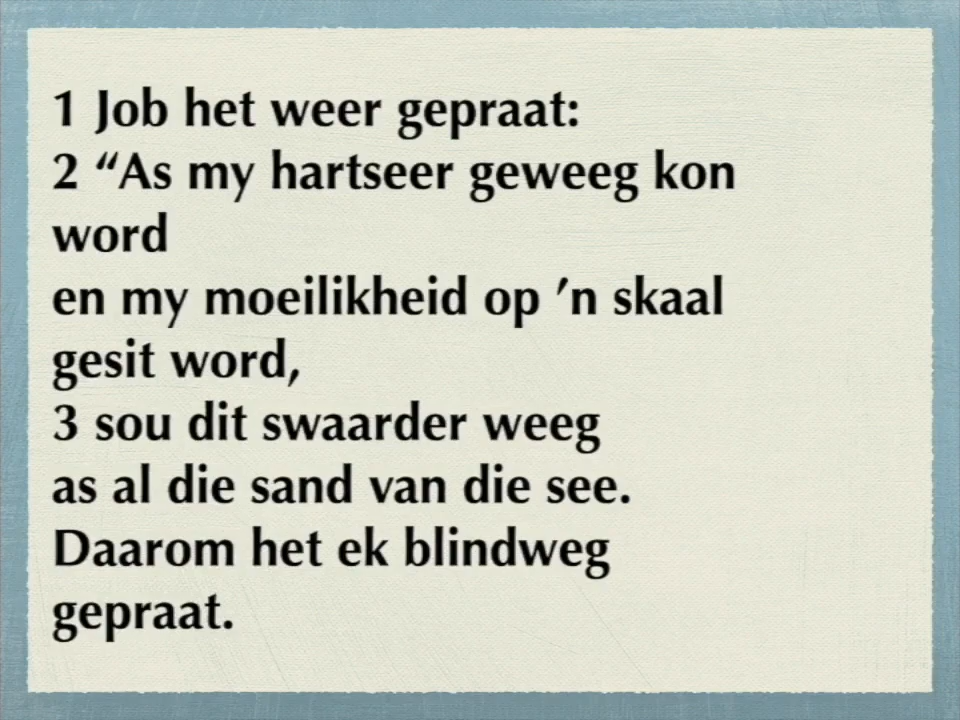 1 Job het weer gepraat:
2 “As my hartseer geweeg kon
word
en my moeilikheid op ’n skaal
gesit word,
3 sou dit swaarder weeg
as al die sand van die see.
Daarom het ek blindweg
gepraat.